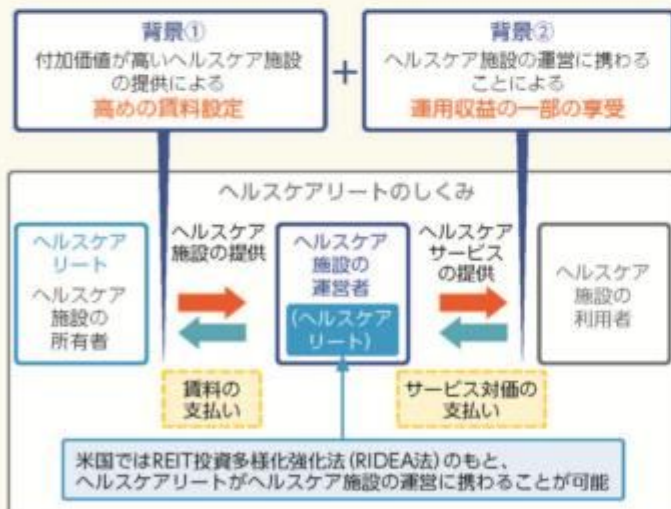 背景①
付加価値が高いヘルスケア施設
の提供による
高めの賃料設定
+
背景②
ヘルスケア施設の運営に携わる
ことによる
運用収益の一部の享受
ヘルスケアリートのしくみ
ヘルスケア
リート
ヘルスケア
施設の
所有者
ヘルスケア
施設の提供
賃料の
支払い
ヘルスケア
施設の
運営者
(ヘルスケア
リート)
ヘルスケア
サービス
の提供
サービス対価の
支払い
ヘルスケア
施設の
利用者
米国ではREIT投資多様化強化法(RIDEA法)のもと、
ヘルスケアリートがヘルスケア施設の運営に携わることが可能